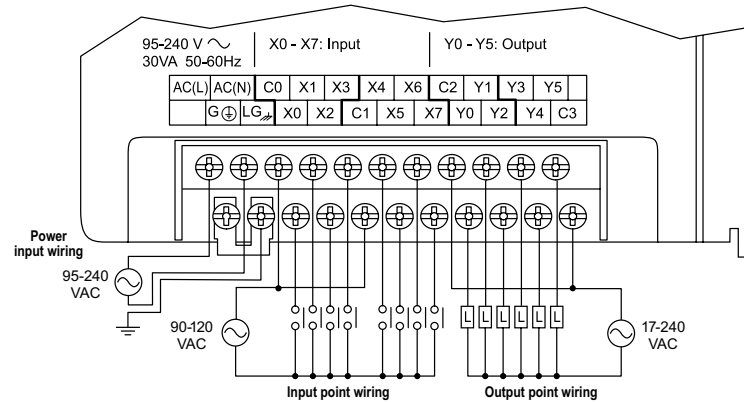 95-240 V ~ X0 - X7: Input Y0 - Y5: Output
30VA 50-60Hz
AC(L) AC(N) C0 X1 X3 X4 X6 C2 Y1 Y3 Y5
G LG X0 X2 C1 X5 X7 Y0 Y2 Y4 C3
Power
input wiring
95-240
VAC
90-120
VAC
L L L L L L
17-240
VAC
Input point wiring Output point wiring